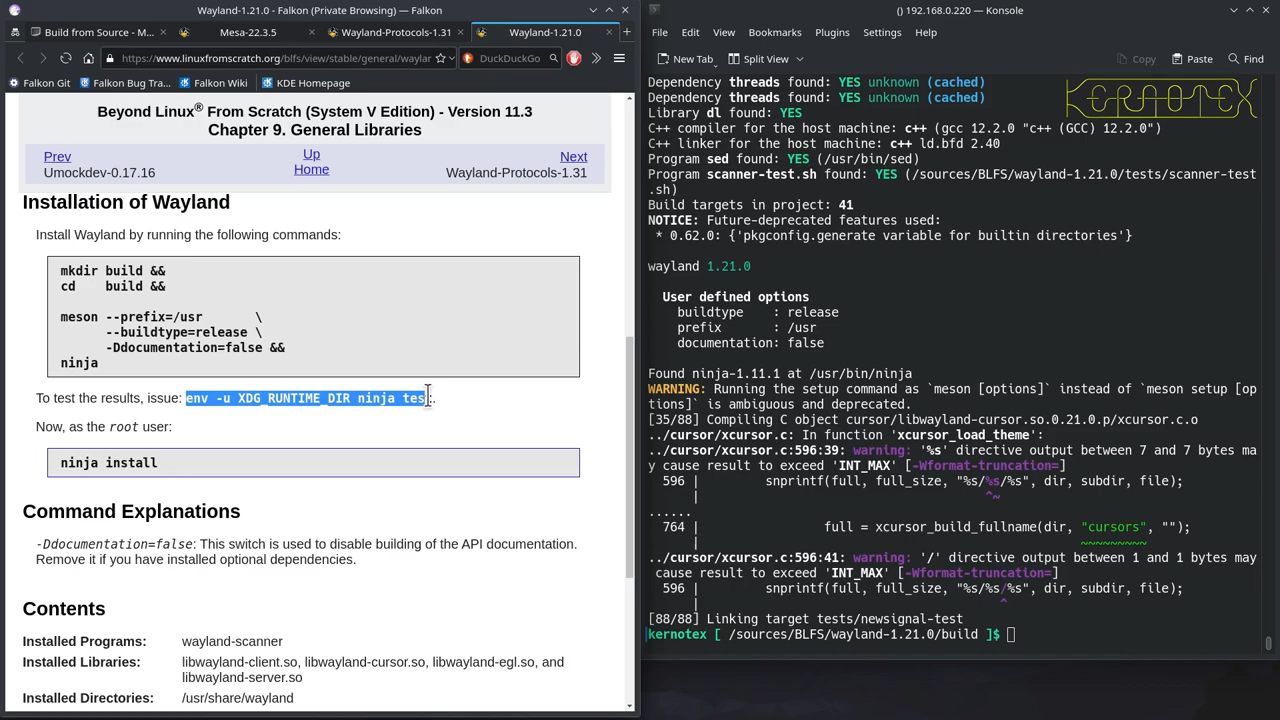 Wayland-1.21.0 - Falkon (Private Browsing) — Falkon
Build from Source - M...
Mesa-22.3.5
Wayland-Protocols-1.31
Wayland-1.21.0
https://www.linuxfromscratch.org/blfs/view/stable/general/waylar
DuckDuckGo
Falkon Git
Falkon Bug Tra...
Falkon Wiki
KDE Homepage
Beyond Linux® From Scratch (System V Edition) - Version 11.3
Chapter 9. General Libraries
Prev
Up
Next
Umockdev-0.17.16
Home
Wayland-Protocols-1.31
Installation of Wayland
Install Wayland by running the following commands:
mkdir build &&
cd    build &&
meson --prefix=/usr       \
      --buildtype=release \
      -Ddocumentation=false &&
ninja
To test the results, issue: env -u XDG_RUNTIME_DIR ninja tes
Now, as the root user:
ninja install
Command Explanations
-Ddocumentation=false: This switch is used to disable building of the API documentation.
Remove it if you have installed optional dependencies.
Contents
Installed Programs: wayland-scanner
Installed Libraries: libwayland-client.so, libwayland-cursor.so, libwayland-egl.so, and
libwayland-server.so
Installed Directories: /usr/share/wayland
() 192.168.0.220 — Konsole
File Edit View Bookmarks Plugins Settings Help
New Tab Split View Copy Paste Find
KERNOTEX
Dependency threads found: YES unknown (cached)
Dependency threads found: YES unknown (cached)
Library dl found: YES
C++ compiler for the host machine: c++ (gcc 12.2.0 "c++ (GCC) 12.2.0")
C++ linker for the host machine: c++ ld.bfd 2.40
Program sed found: YES (/usr/bin/sed)
Program scanner-test.sh found: YES (/sources/BLFS/wayland-1.21.0/tests/scanner-test
.sh)
Build targets in project: 41
NOTICE: Future-deprecated features used:
 * 0.62.0: {'pkgconfig.generate variable for builtin directories'}
wayland 1.21.0
  User defined options
    buildtype    : release
    prefix       : /usr
    documentation: false
Found ninja-1.11.1 at /usr/bin/ninja
WARNING: Running the setup command as `meson [options]` instead of `meson setup [op
tions]` is ambiguous and deprecated.
[35/88] Compiling C object cursor/libwayland-cursor.so.0.21.0.p/xcursor.c.o
../cursor/xcursor.c: In function 'xcursor_load_theme':
../cursor/xcursor.c:596:39: warning: '%s' directive output between 7 and 7 bytes ma
y cause result to exceed 'INT_MAX' [-Wformat-truncation=]
  596 |         snprintf(full, full_size, "%s/%s/%s", dir, subdir, file);
      |                                       ^~
......
  764 |                 full = xcursor_build_fullname(dir, "cursors", "");
      |                                                    ~~~~~~~~~
../cursor/xcursor.c:596:41: warning: '/' directive output between 1 and 1 bytes may
 cause result to exceed 'INT_MAX' [-Wformat-truncation=]
  596 |         snprintf(full, full_size, "%s/%s/%s", dir, subdir, file);
      |                                         ^
[88/88] Linking target tests/newsignal-test
kernotex [ /sources/BLFS/wayland-1.21.0/build ]$